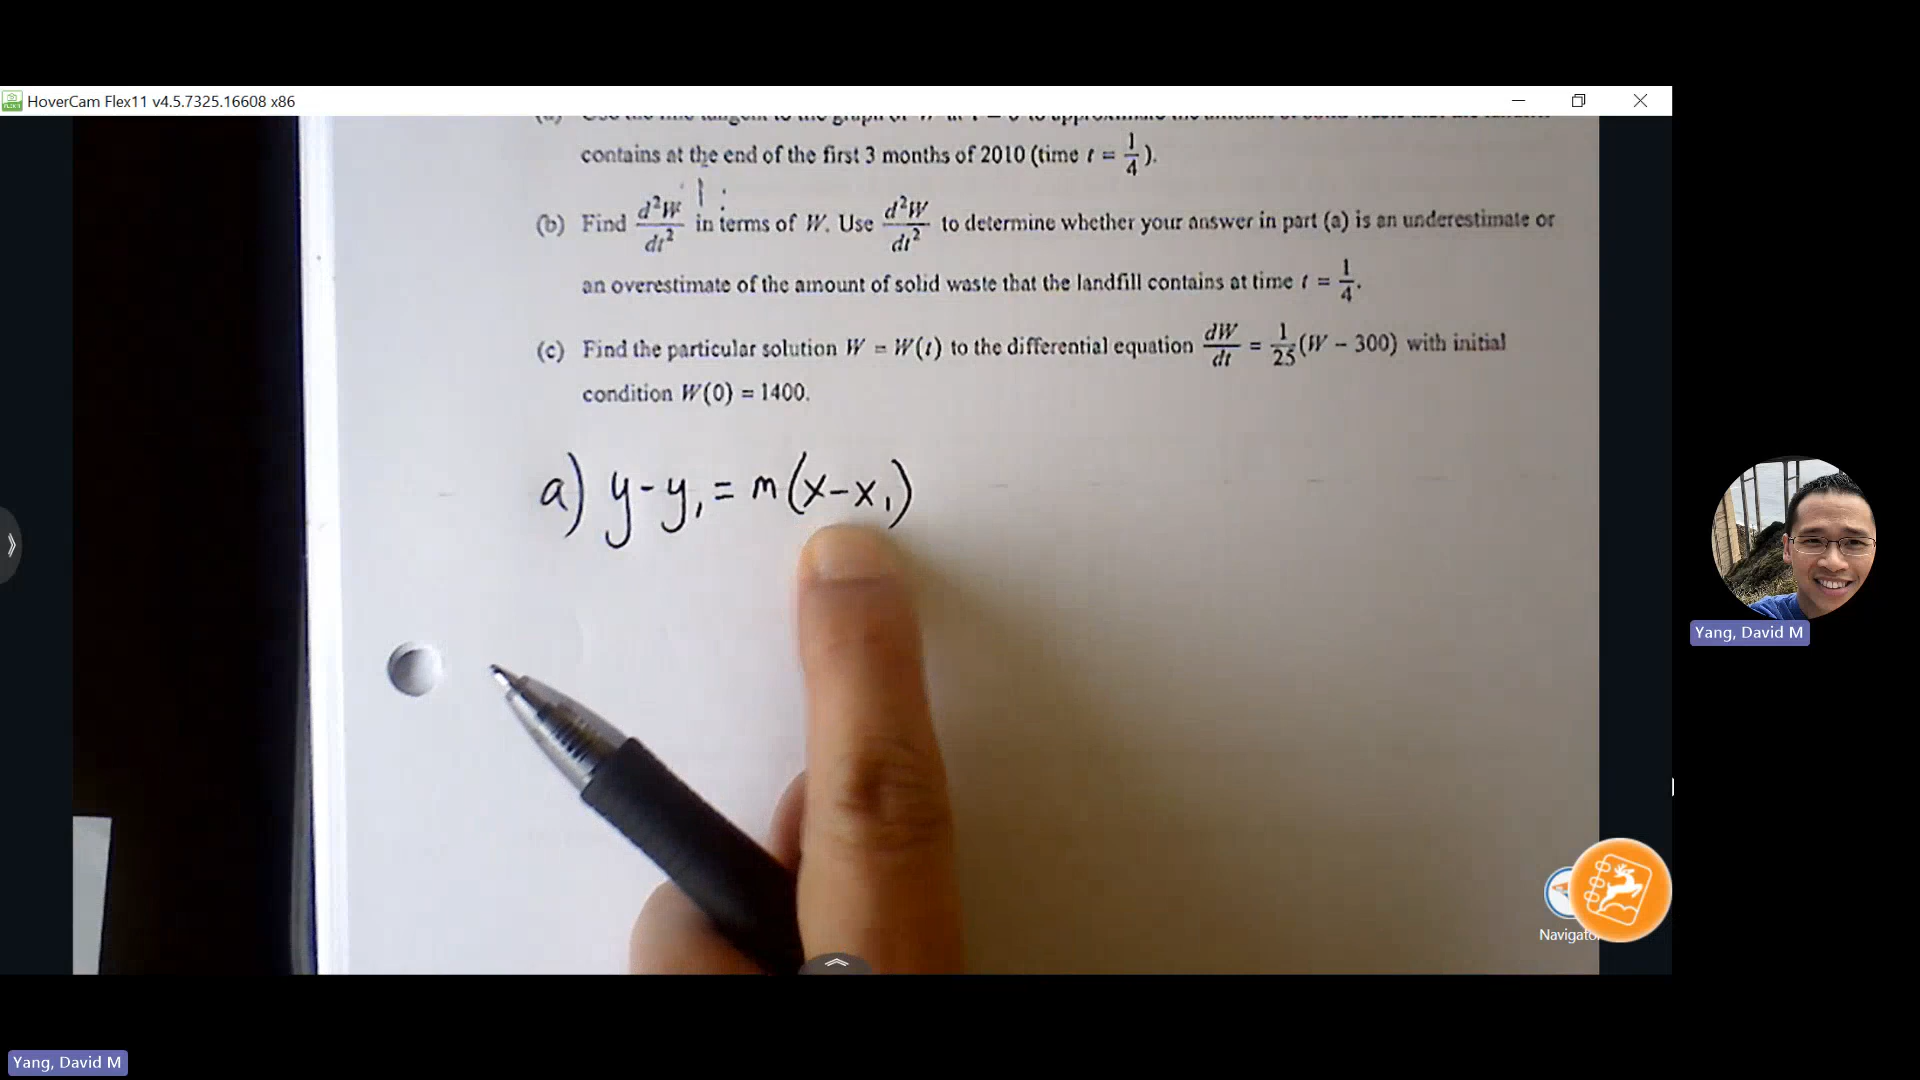 HoverCam Flex11 v4.5.7325.16608 x86
contains at the end of the first 3 months of 2010 (time t = 1/4).
(b) Find d²W/dt² in terms of W. Use d²W/dt² to determine whether your answer in part (a) is an underestimate or
an overestimate of the amount of solid waste that the landfill contains at time t = 1/4.
(c) Find the particular solution W = W(t) to the differential equation dW/dt = 1/25(W − 300) with initial
condition W(0) = 1400.
a) y-y₁ = m(x-x₁)
Yang, David M
Navigato
Yang, David M